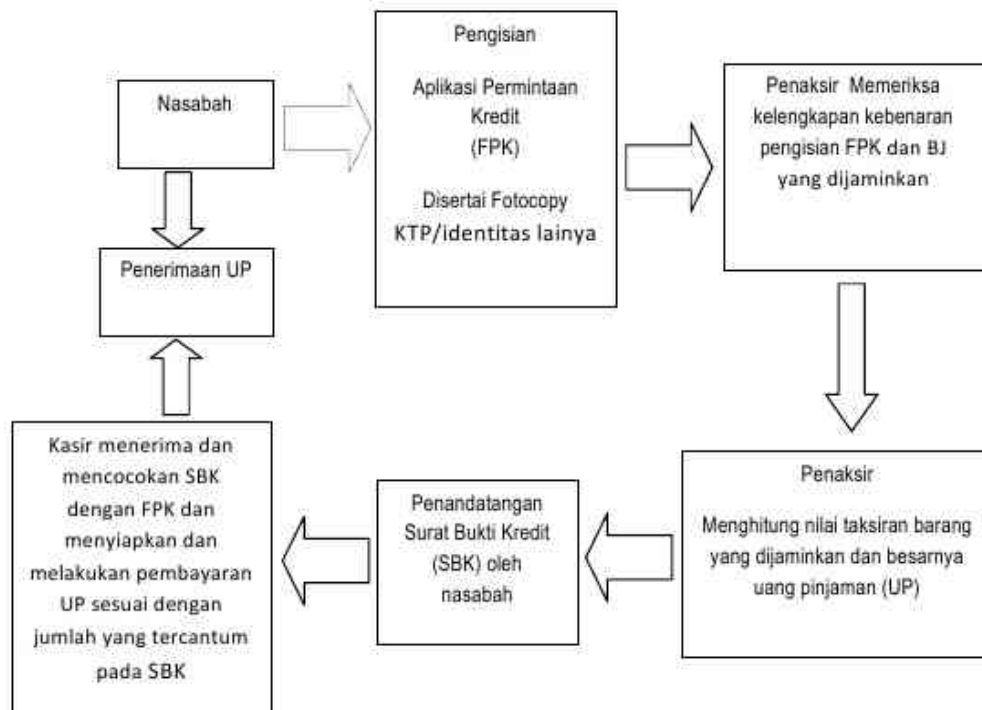 Nasabah
Pengisian
Aplikasi Permintaan
Kredit
(FPK)
Disertai Fotocopy
KTP/identitas lainya
Penaksir Memeriksa
kelengkapan kebenaran
pengisian FPK dan BJ
yang dijaminkan
Penaksir
Menghitung nilai taksiran barang
yang dijaminkan dan besarnya
uang pinjaman (UP)
Penandatangan
Surat Bukti Kredit
(SBK) oleh
nasabah
Kasir menerima dan
mencocokan SBK
dengan FPK dan
menyiapkan dan
melakukan pembayaran
UP sesuai dengan
jumlah yang tercantum
pada SBK
Penerimaan UP